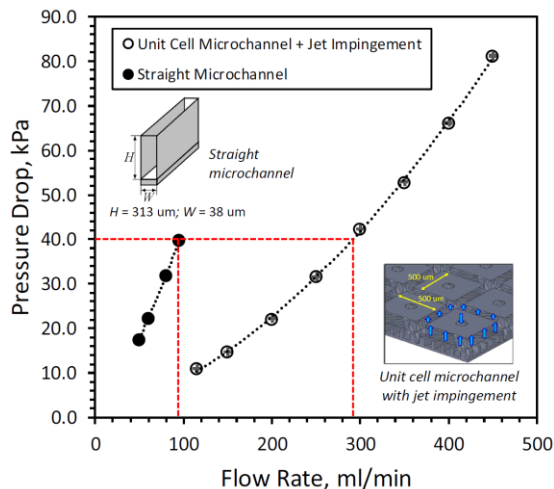 90.0
80.0
70.0
60.0
50.0
40.0
30.0
20.0
10.0
0.0
Pressure Drop, kPa
Unit Cell Microchannel + Jet Impingement
Straight Microchannel
H
W
Straight
microchannel
H = 313 um; W = 38 um
500 um
500 um
Unit cell microchannel
with jet impingement
0
100
200
300
400
500
Flow Rate, ml/min